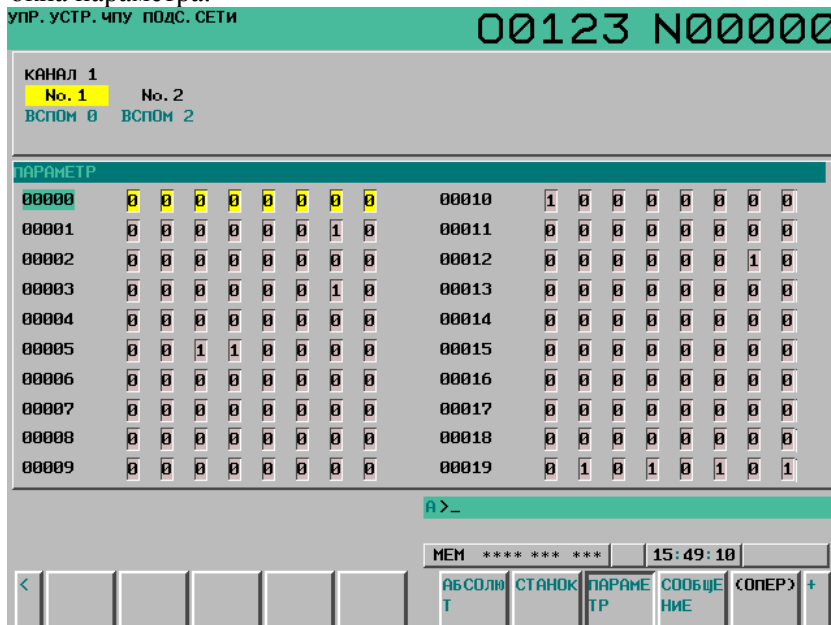 окна параметра.
УПР. УСТР. ЧПУ ПОДС. СЕТИ
O0123 N00000
КАНАЛ 1
No. 1 No. 2
ВСПОМ 0 ВСПОМ 2
ПАРАМЕТР
00000 0 0 0 0 0 0 0 0 00010 1 0 0 0 0 0 0 0
00001 0 0 0 0 0 0 1 0 00011 0 0 0 0 0 0 0 0
00002 0 0 0 0 0 0 0 0 00012 0 0 0 0 0 0 1 0
00003 0 0 0 0 0 0 1 0 00013 0 0 0 0 0 0 0 0
00004 0 0 0 0 0 0 0 0 00014 0 0 0 0 0 0 0 0
00005 0 0 1 1 0 0 0 0 00015 0 0 0 0 0 0 0 0
00006 0 0 0 0 0 0 0 0 00016 0 0 0 0 0 0 0 0
00007 0 0 0 0 0 0 0 0 00017 0 0 0 0 0 0 0 0
00008 0 0 0 0 0 0 0 0 00018 0 0 0 0 0 0 0 0
00009 0 0 0 0 0 0 0 0 00019 0 1 0 1 0 1 0 1
A>_
MEM **** *** *** 15:49:10
< АБСОЛЮТ СТАНОК ПАРАМЕТР СООБЩЕНИЕ (ОПЕР) +